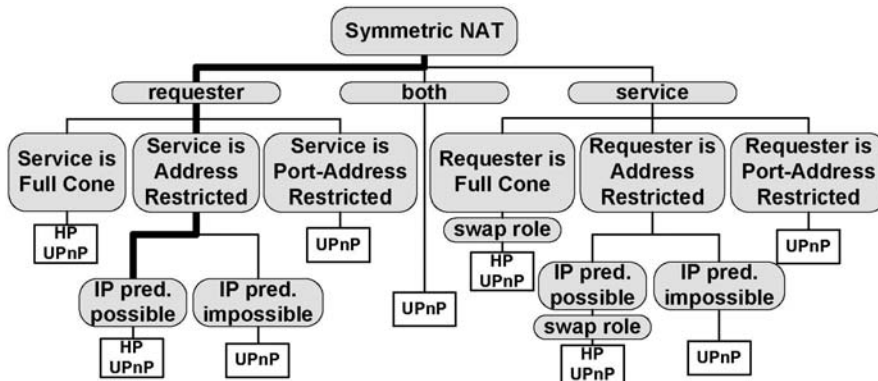 Symmetric NAT
requester
both
service
Service is
Full Cone
Service is
Address
Restricted
Service is
Port-Address
Restricted
Requester is
Full Cone
Requester is
Address
Restricted
Requester is
Port-Address
Restricted
HP
UPnP
UPnP
swap role
HP
UPnP
UPnP
IP pred.
possible
IP pred.
impossible
UPnP
IP pred.
possible
IP pred.
impossible
swap role
HP
UPnP
UPnP
HP
UPnP
UPnP